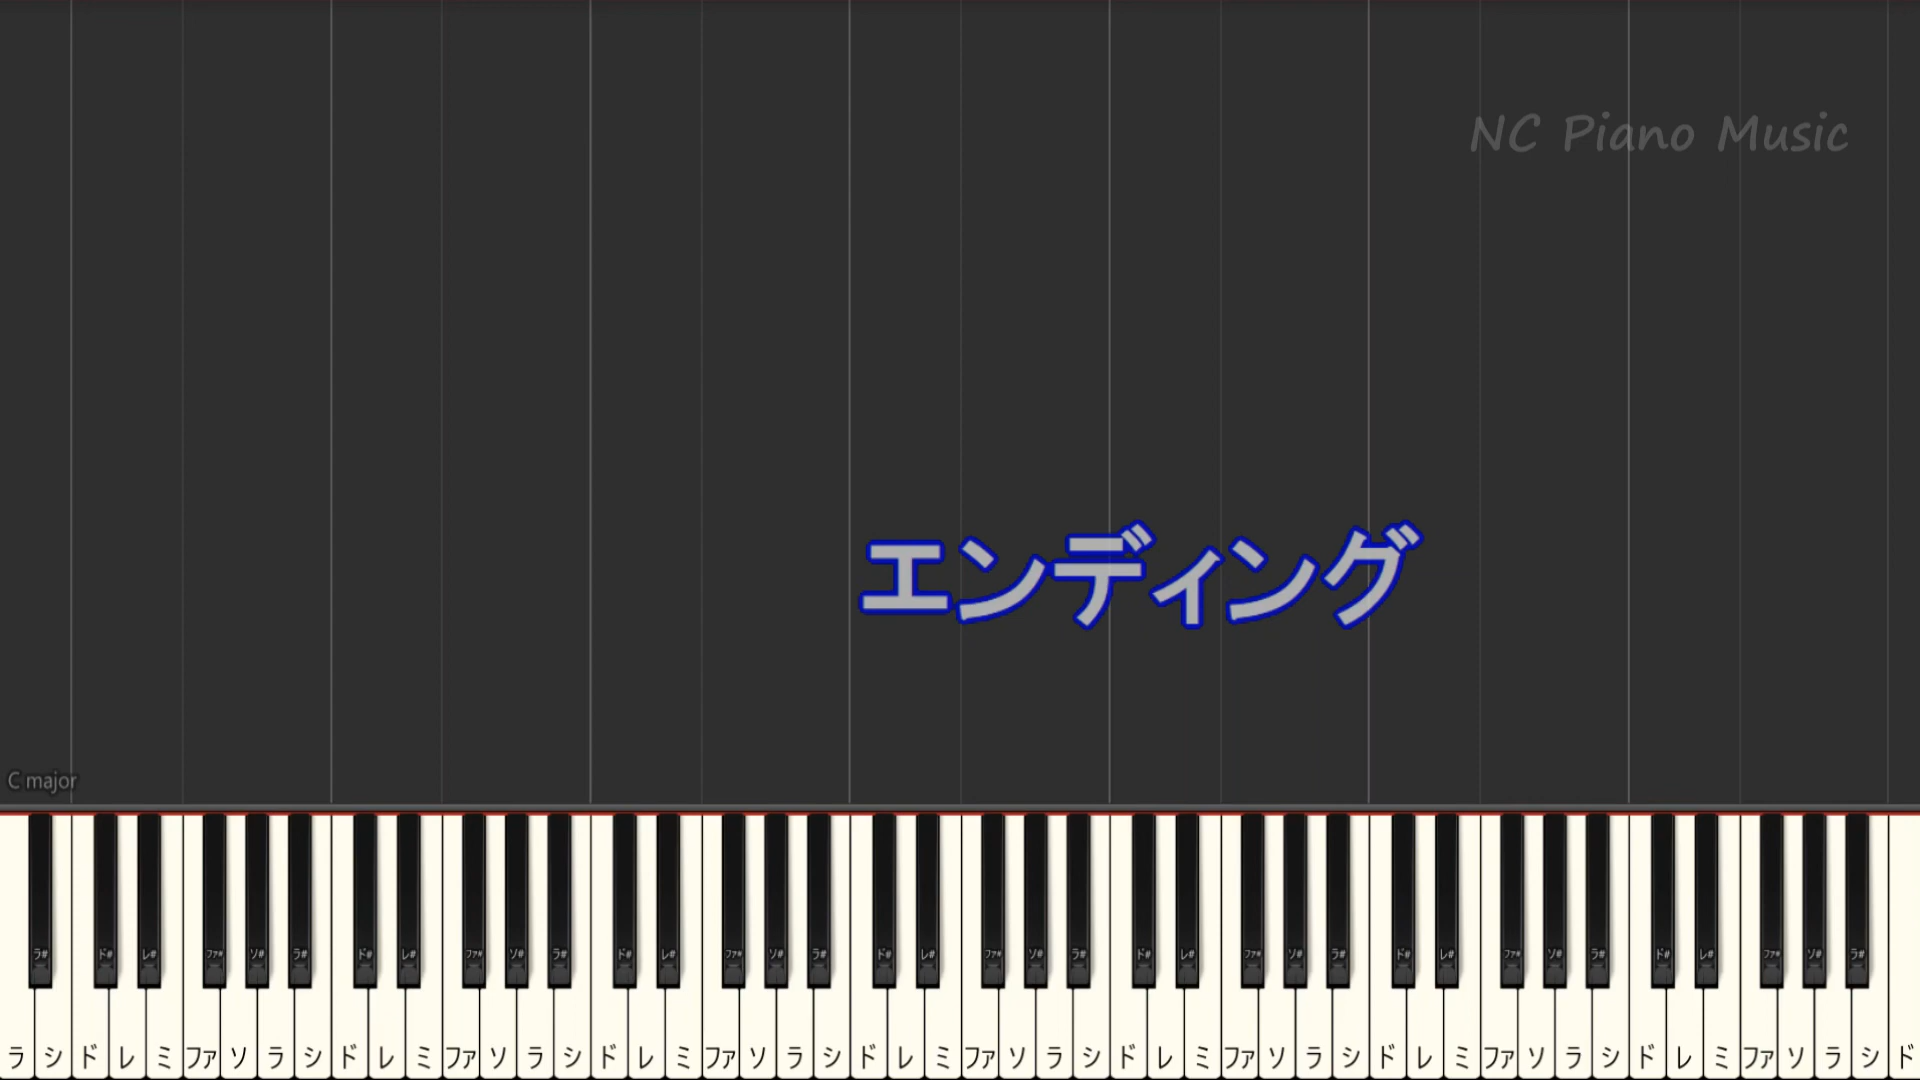 NC Piano Music
エンディング
C major
ラ# ド# レ# ファ# ソ# ラ# ド# レ# ファ# ソ# ラ# ド# レ# ファ# ソ# ラ# ド# レ# ファ# ソ# ラ# ド# レ# ファ# ソ# ラ# ド# レ# ファ# ソ# ラ# ド# レ# ファ# ソ# ラ#
ラ シ ド レ ミ ファ ソ ラ シ ド レ ミ ファ ソ ラ シ ド レ ミ ファ ソ ラ シ ド レ ミ ファ ソ ラ シ ド レ ミ ファ ソ ラ シ ド レ ミ ファ ソ ラ シ ド レ ミ ファ ソ ラ シ ド